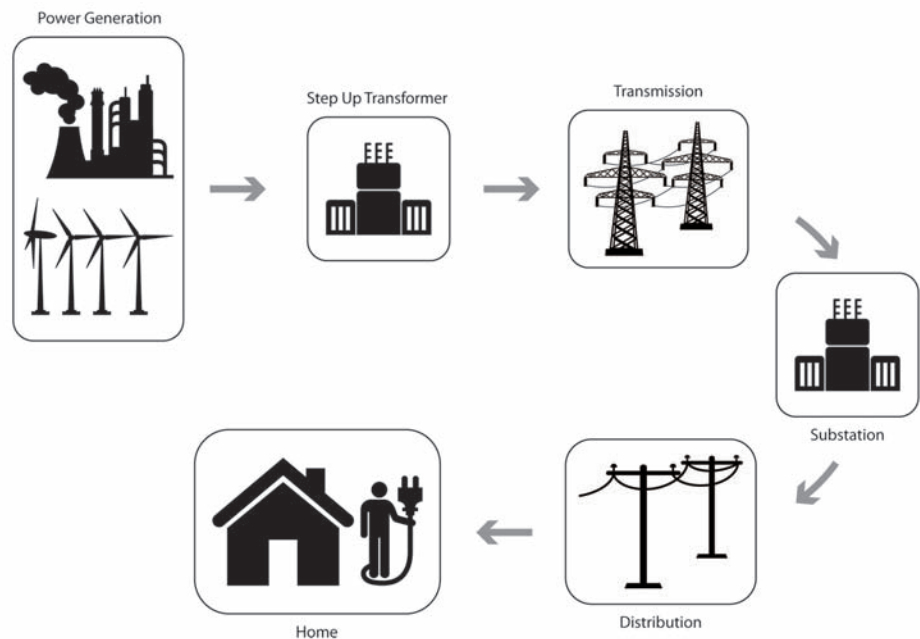 Power Generation
Step Up Transformer
Transmission
Substation
Distribution
Home